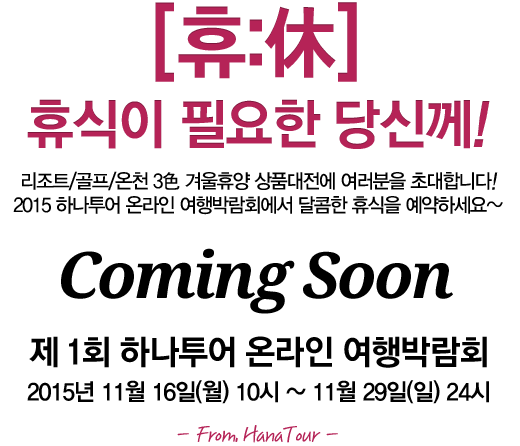 [휴:休]
휴식이 필요한 당신께!
리조트/골프/온천 3色 겨울휴양 상품대전에 여러분을 초대합니다!
2015 하나투어 온라인 여행박람회에서 달콤한 휴식을 예약하세요~
Coming Soon
제 1회 하나투어 온라인 여행박람회
2015년 11월 16일(월) 10시 ~ 11월 29일(일) 24시
- From. HanaTour -